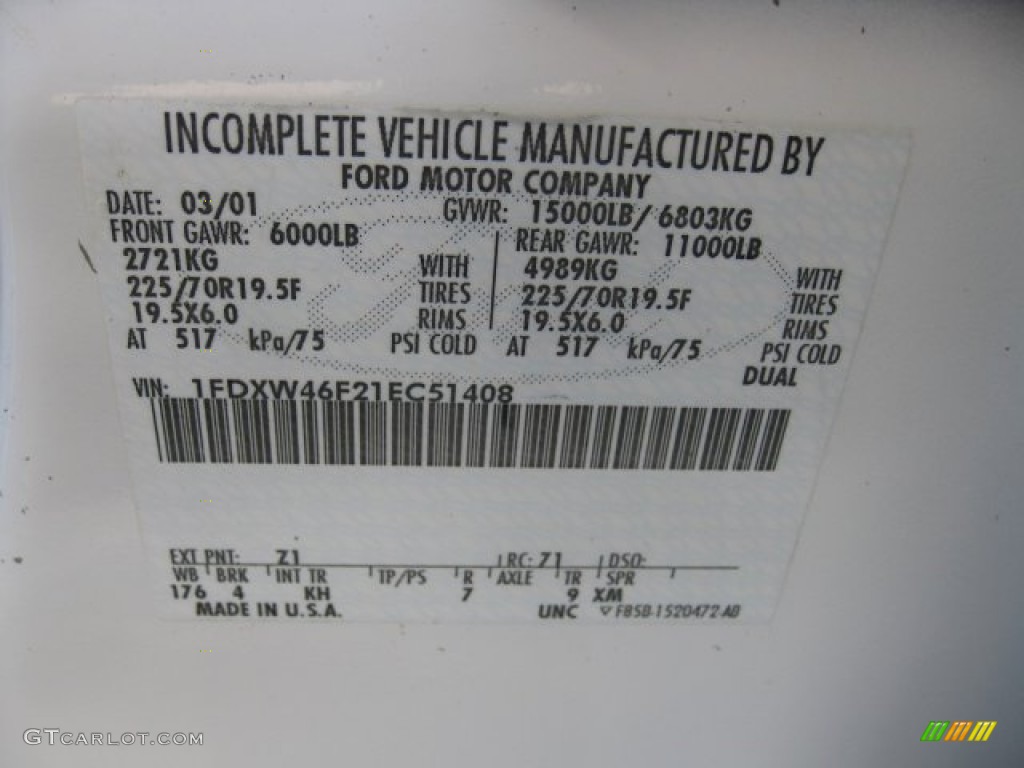 INCOMPLETE VEHICLE MANUFACTURED BY
FORD MOTOR COMPANY
DATE: 03/01 GVWR: 15000LB/ 6803KG
FRONT GAWR: 6000LB REAR GAWR: 11000LB
2721KG WITH 4989KG WITH
225/70R19.5F TIRES 225/70R19.5F TIRES
19.5X6.0 RIMS 19.5X6.0 RIMS
AT 517 kPa/75 PSI COLD AT 517 kPa/75 PSI COLD
DUAL
VIN: 1FDXW46F21EC51408
EXT PNT: Z1 RC: 71 DSO:
WB BRK INT TR TP/PS R AXLE TR SPR
176 4 KH 7 9 XM
MADE IN U.S.A. UNC F85B-1520472-AB
GTCARLOT.COM